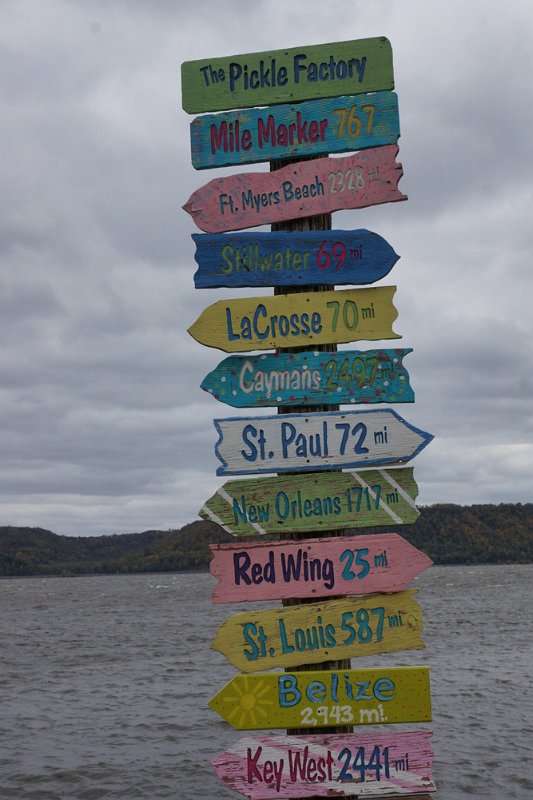 The Pickle Factory
Mile Marker 767
Ft. Myers Beach 2328 mi
Stillwater 69 mi
LaCrosse 70 mi
Caymans 2497 mi
St. Paul 72 mi
New Orleans 1717 mi
Red Wing 25 mi
St. Louis 587 mi
Belize
2,943 mi.
Key West 2441 mi